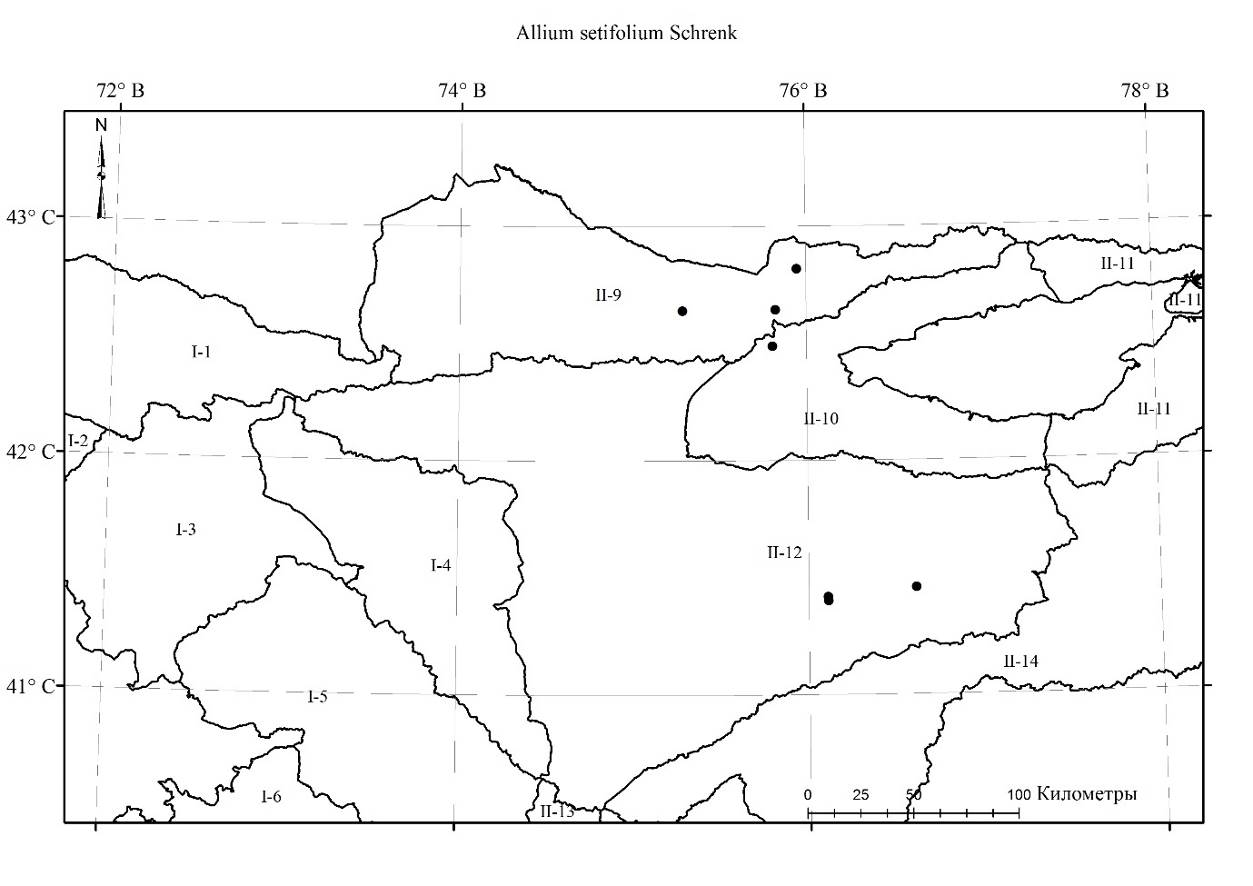 Allium setifolium Schrenk
72° В 74° В 76° В 78° В
N
43° С
II-11
II-9
II-11
I-1
II-10
II-11
I-2
42° С
I-3
II-12
I-4
II-14
41° С
I-5
I-6
0 25 50 100 Километры
II-13